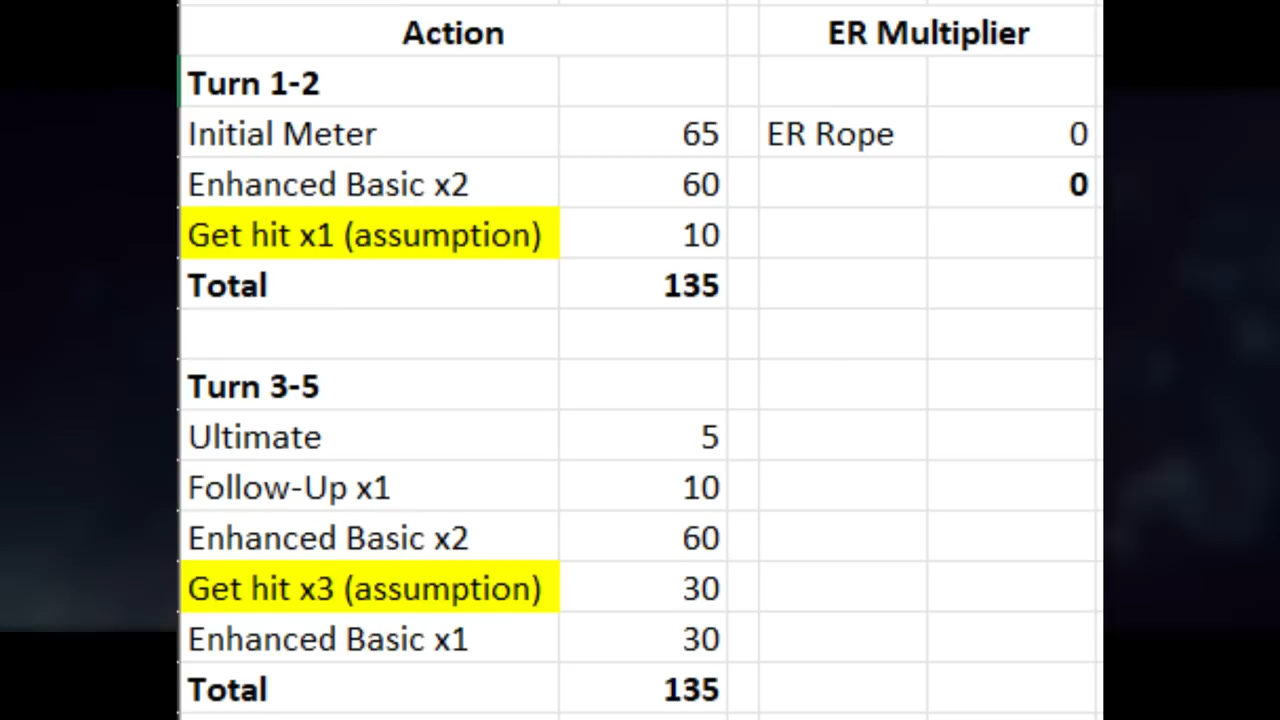 Action ER Multiplier
Turn 1-2
Initial Meter 65 ER Rope 0
Enhanced Basic x2 60 0
Get hit x1 (assumption) 10
Total 135
Turn 3-5
Ultimate 5
Follow-Up x1 10
Enhanced Basic x2 60
Get hit x3 (assumption) 30
Enhanced Basic x1 30
Total 135